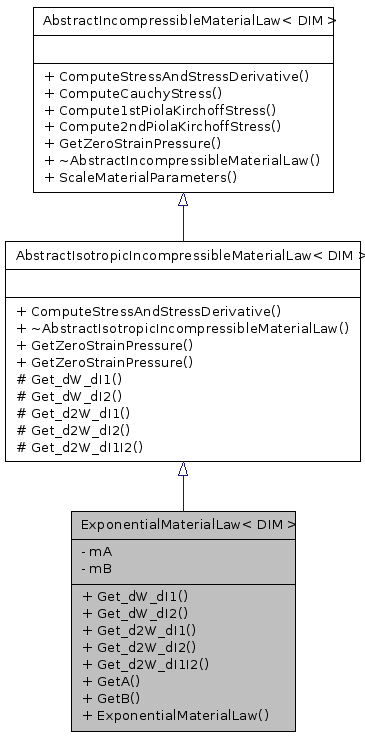 AbstractIncompressibleMaterialLaw< DIM >
+ ComputeStressAndStressDerivative()
+ ComputeCauchyStress()
+ Compute1stPiolaKirchoffStress()
+ Compute2ndPiolaKirchoffStress()
+ GetZeroStrainPressure()
+ ~AbstractIncompressibleMaterialLaw()
+ ScaleMaterialParameters()
AbstractIsotropicIncompressibleMaterialLaw< DIM >
+ ComputeStressAndStressDerivative()
+ ~AbstractIsotropicIncompressibleMaterialLaw()
+ GetZeroStrainPressure()
+ GetZeroStrainPressure()
# Get_dW_dI1()
# Get_dW_dI2()
# Get_d2W_dI1()
# Get_d2W_dI2()
# Get_d2W_dI1I2()
ExponentialMaterialLaw< DIM >
- mA
- mB
+ Get_dW_dI1()
+ Get_dW_dI2()
+ Get_d2W_dI1()
+ Get_d2W_dI2()
+ Get_d2W_dI1I2()
+ GetA()
+ GetB()
+ ExponentialMaterialLaw()